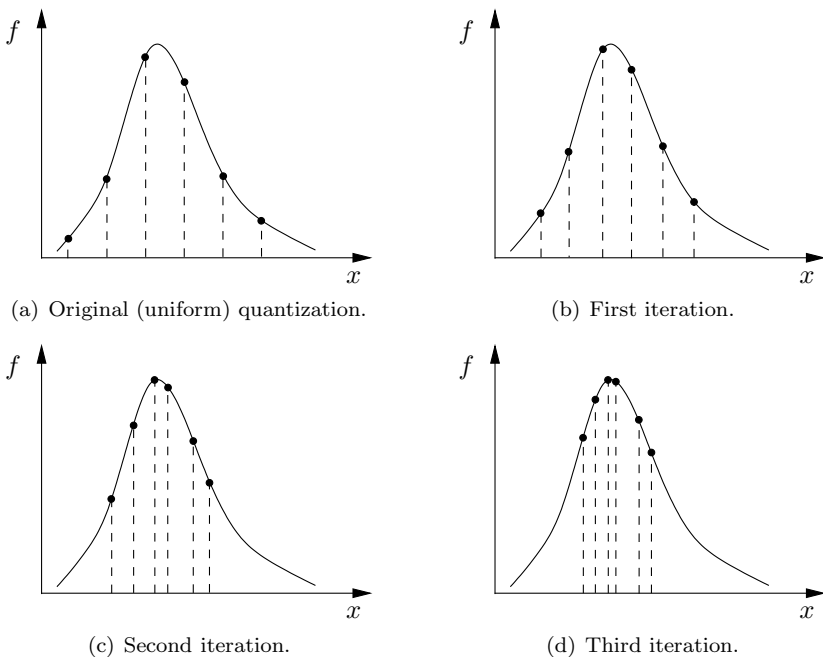 f
f
x
x
(a) Original (uniform) quantization.
(b) First iteration.
f
f
x
x
(c) Second iteration.
(d) Third iteration.